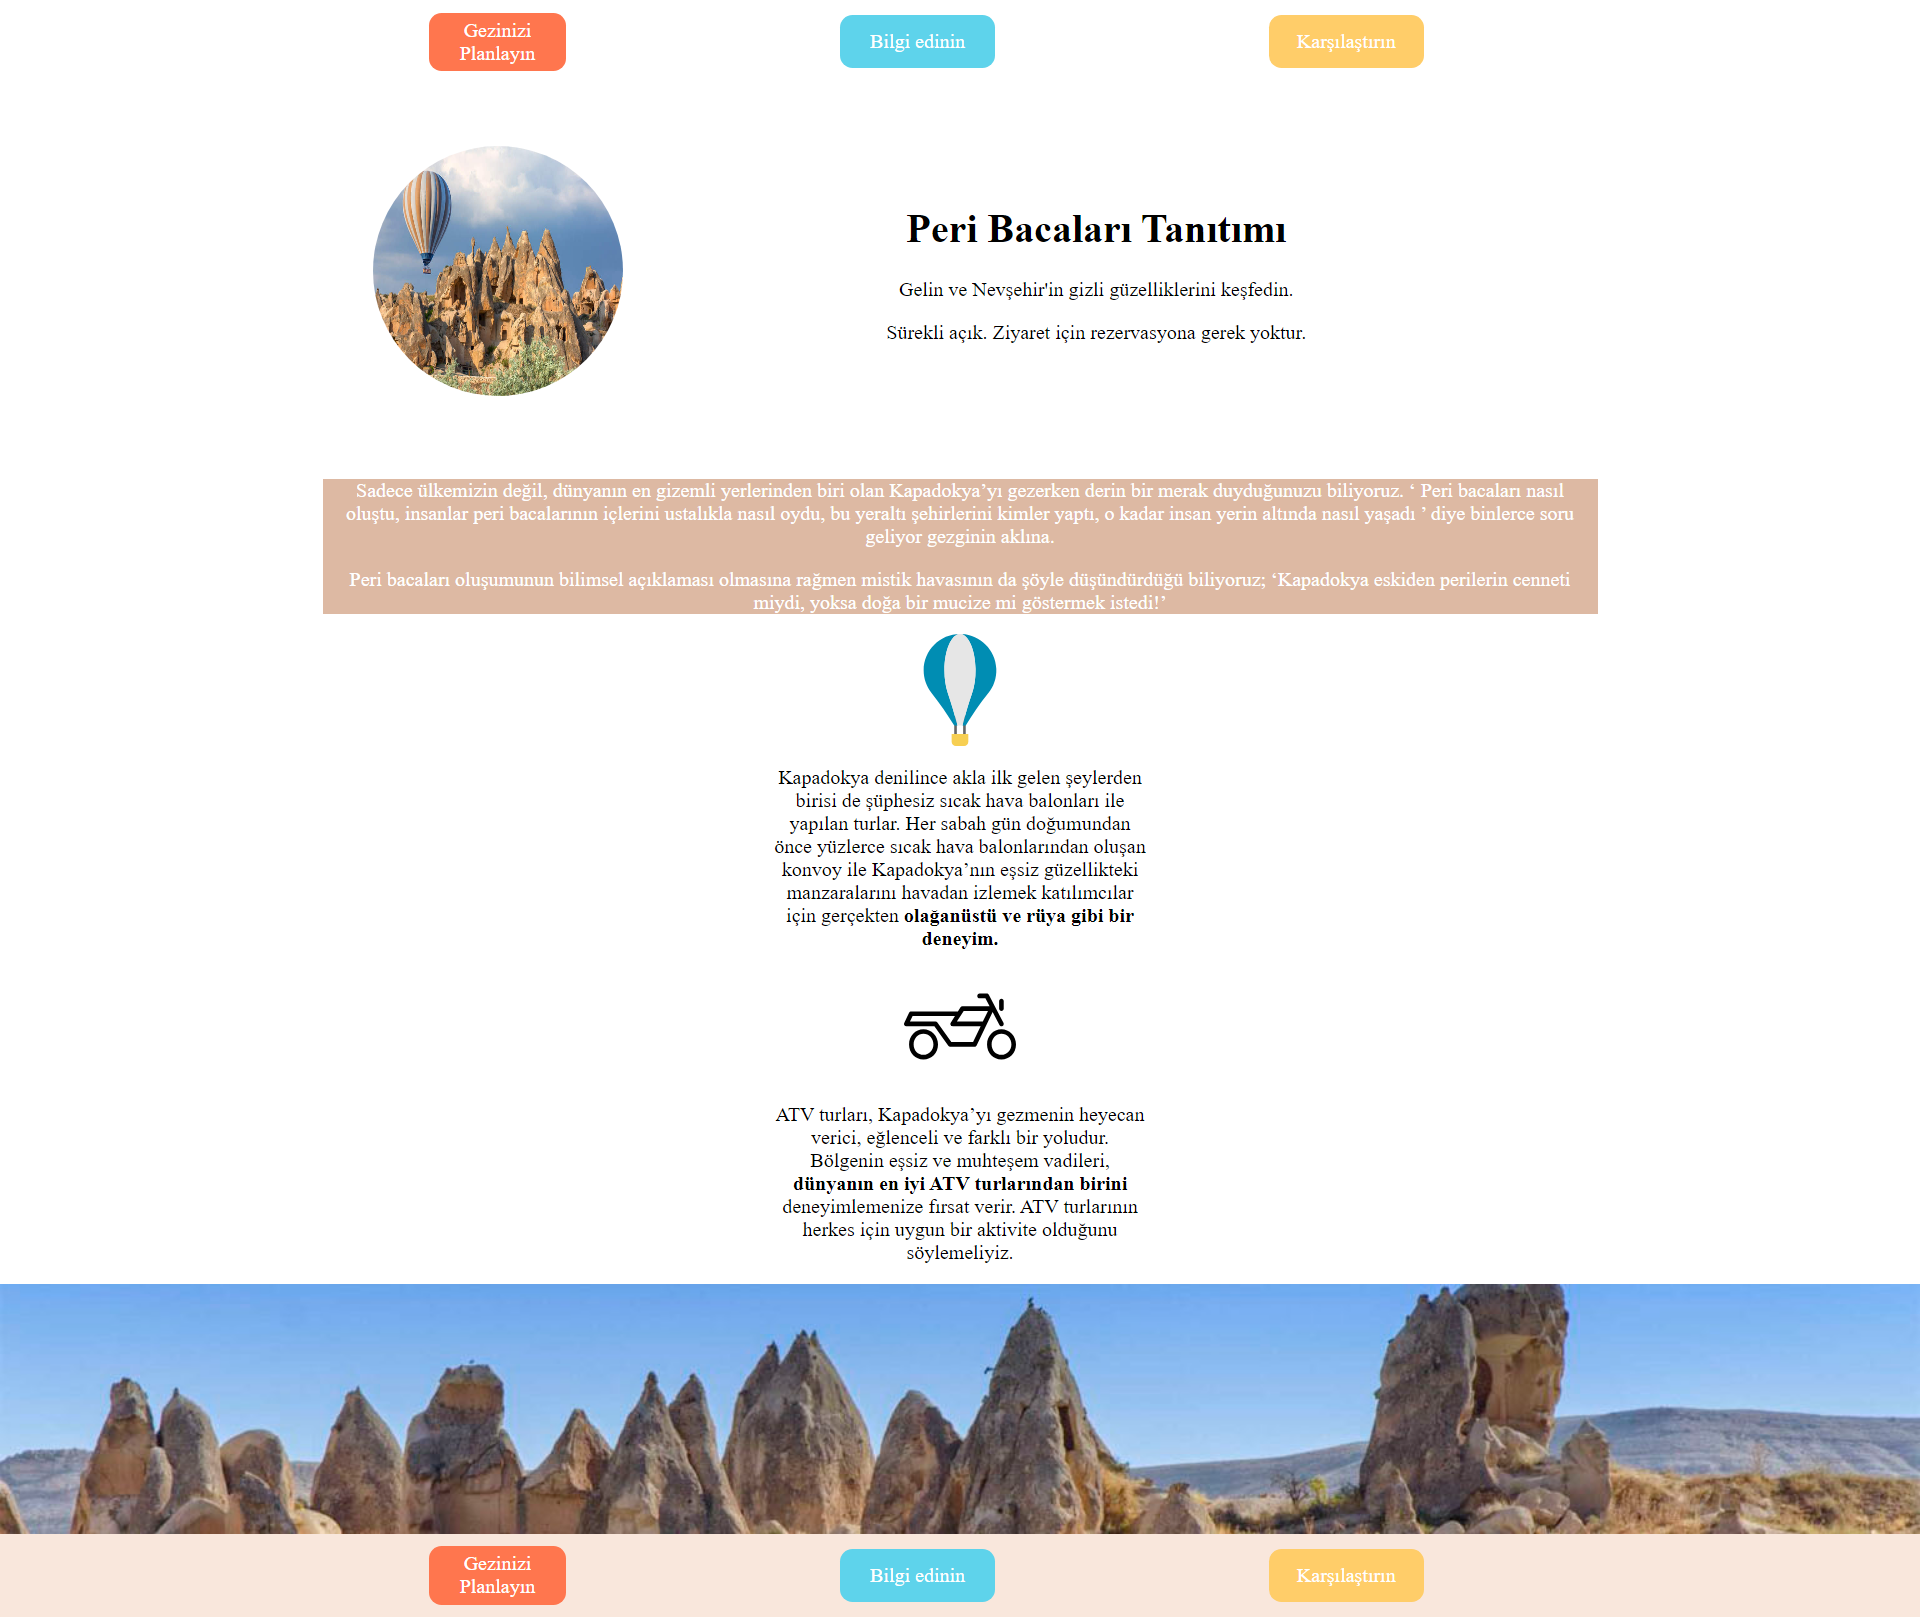 Gezinizi
Planlayın
Bilgi edinin
Karşılaştırın
Peri Bacaları Tanıtımı
Gelin ve Nevşehir'in gizli güzelliklerini keşfedin.
Sürekli açık. Ziyaret için rezervasyona gerek yoktur.
Sadece ülkemizin değil, dünyanın en gizemli yerlerinden biri olan Kapadokya’yı gezerken derin bir merak duyduğunuzu biliyoruz. ‘ Peri bacaları nasıl
oluştu, insanlar peri bacalarının içlerini ustalıkla nasıl oydu, bu yeraltı şehirlerini kimler yaptı, o kadar insan yerin altında nasıl yaşadı ’ diye binlerce soru
geliyor gezginin aklına.
Peri bacaları oluşumunun bilimsel açıklaması olmasına rağmen mistik havasının da şöyle düşündürdüğü biliyoruz; ‘Kapadokya eskiden perilerin cenneti
miydi, yoksa doğa bir mucize mi göstermek istedi!’
Kapadokya denilince akla ilk gelen şeylerden
birisi de şüphesiz sıcak hava balonları ile
yapılan turlar. Her sabah gün doğumundan
önce yüzlerce sıcak hava balonlarından oluşan
konvoy ile Kapadokya’nın eşsiz güzellikteki
manzaralarını havadan izlemek katılımcılar
için gerçekten olağanüstü ve rüya gibi bir
deneyim.
ATV turları, Kapadokya’yı gezmenin heyecan
verici, eğlenceli ve farklı bir yoludur.
Bölgenin eşsiz ve muhteşem vadileri,
dünyanın en iyi ATV turlarından birini
deneyimlemenize fırsat verir. ATV turlarının
herkes için uygun bir aktivite olduğunu
söylemeliyiz.
Gezinizi
Planlayın
Bilgi edinin
Karşılaştırın